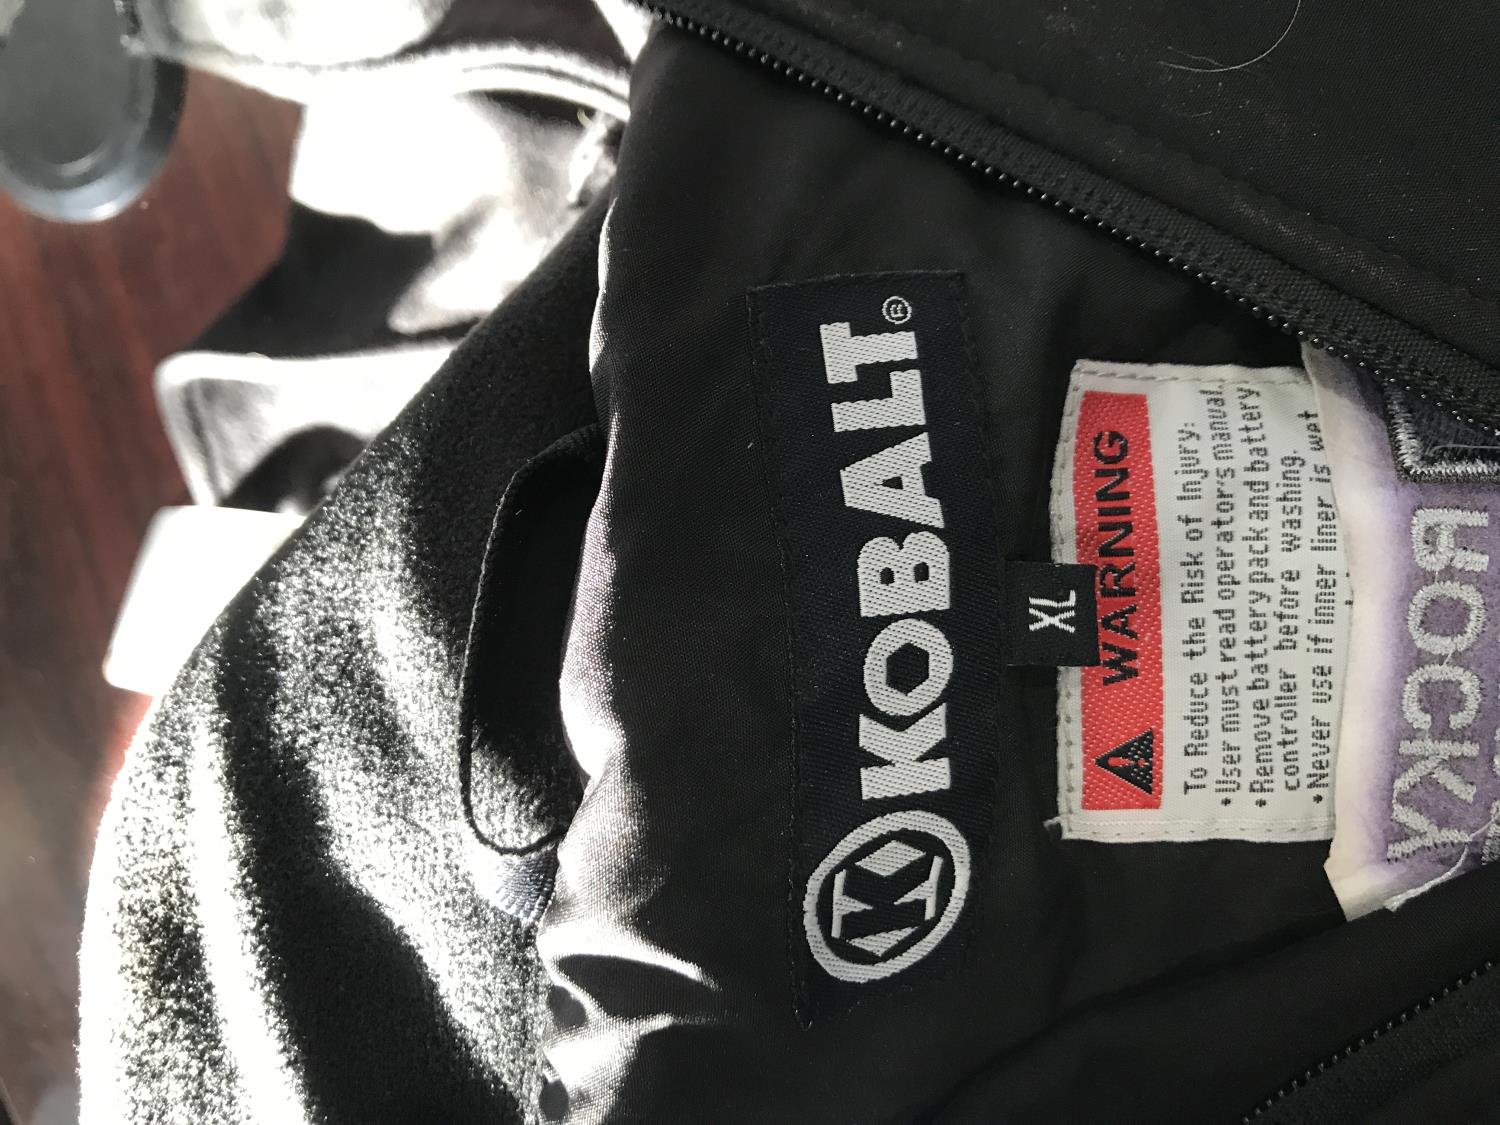 KOBALT®
K
XL
WARNING
To Reduce the Risk of Injury:
•User must read operator's manual.
•Remove battery pack and battery
controller before washing.
•Never use if inner liner is wet
ROCKY